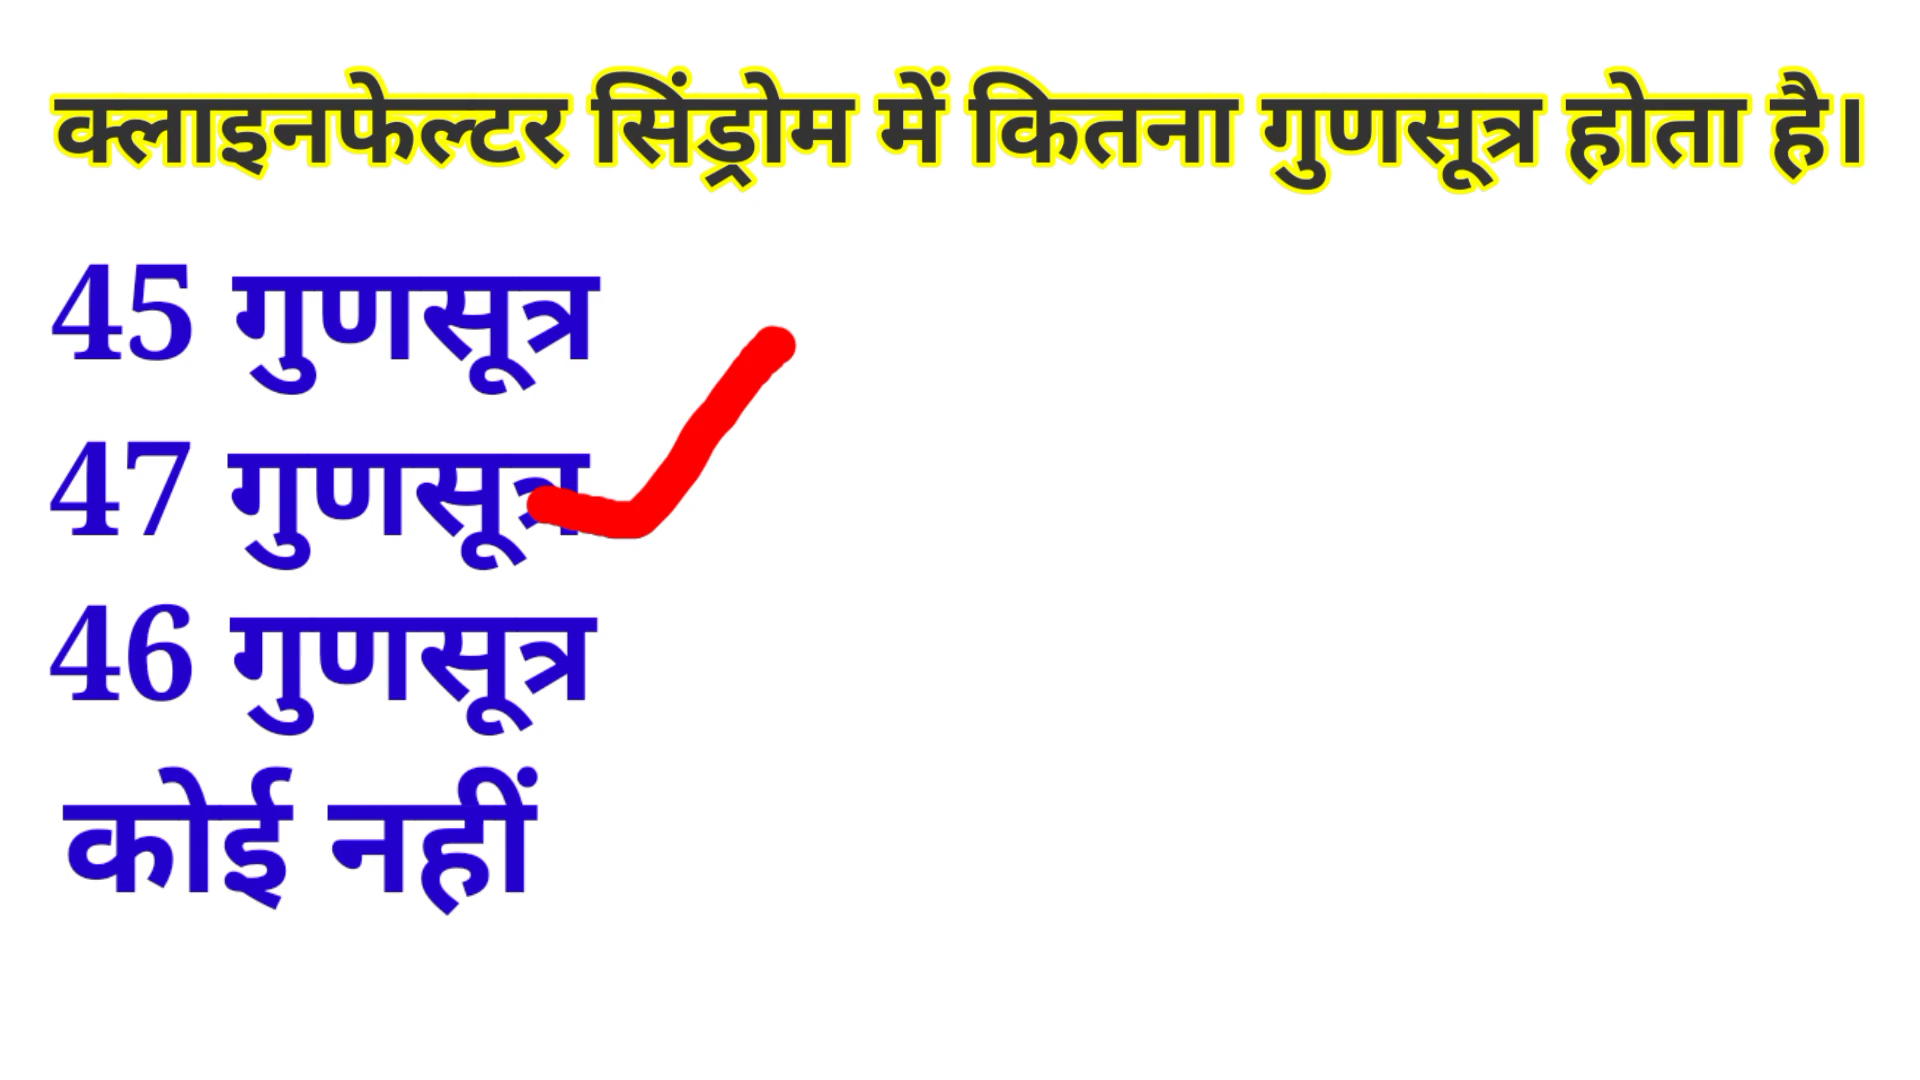 क्लाइनफेल्टर सिंड्रोम में कितना गुणसूत्र होता है।
45 गुणसूत्र
47 गुणसूत्र
46 गुणसूत्र
कोई नहीं